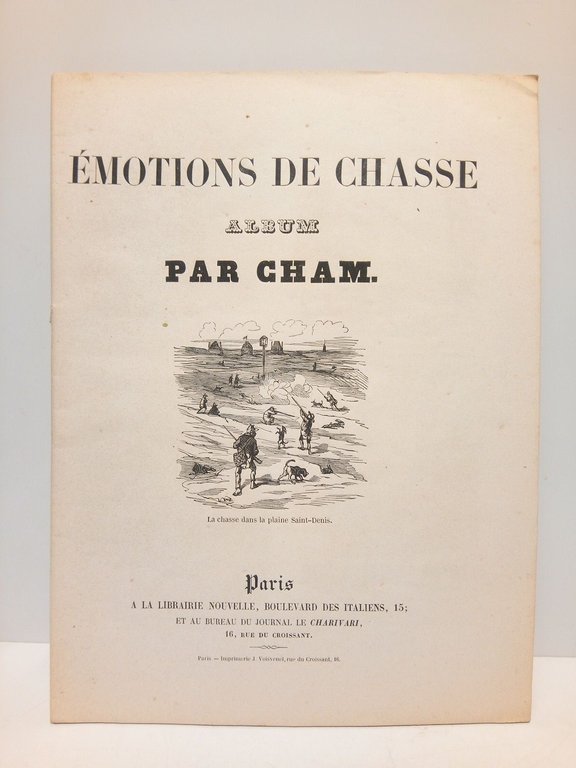 ÉMOTIONS DE CHASSE
ALBUM
PAR CHAM.
La chasse dans la plaine Saint-Denis.
Paris
A LA LIBRAIRIE NOUVELLE, BOULEVARD DES ITALIENS, 15;
ET AU BUREAU DU JOURNAL LE CHARIVARI,
16, RUE DU CROISSANT.
Paris. — Imprimerie J. Voisvenel, rue du Croissant, 16.